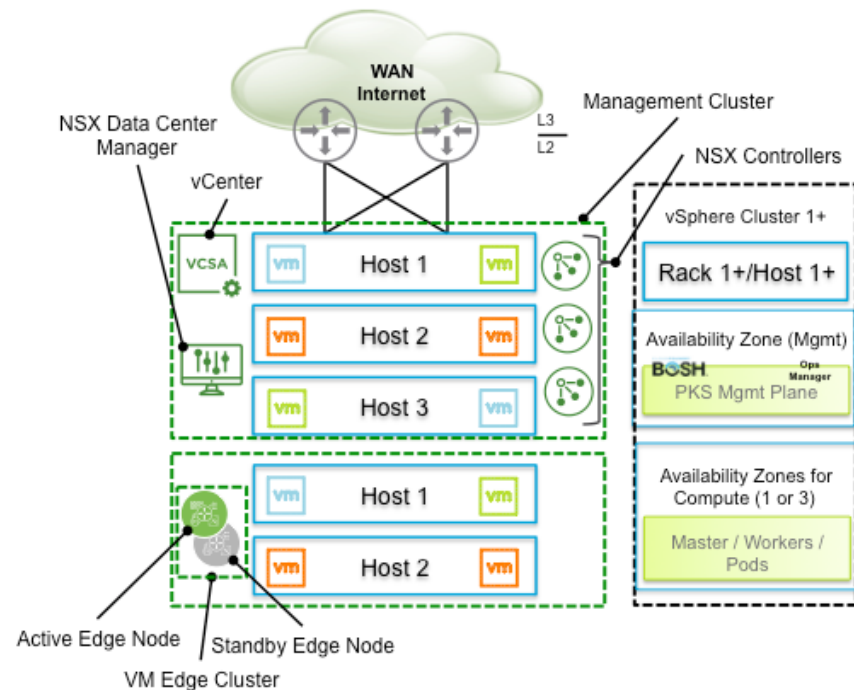 WAN
Internet
L3
L2
Management Cluster
NSX Data Center
Manager
NSX Controllers
vCenter
VCSA
vm
Host 1
vm
vm
Host 2
vm
vm
Host 3
vm
vSphere Cluster 1+
Rack 1+/Host 1+
Availability Zone (Mgmt)
BOSH
Ops
Manager
PKS Mgmt Plane
vm
Host 1
vm
vm
Host 2
vm
Availability Zones for
Compute (1 or 3)
Master / Workers /
Pods
Active Edge Node
Standby Edge Node
VM Edge Cluster